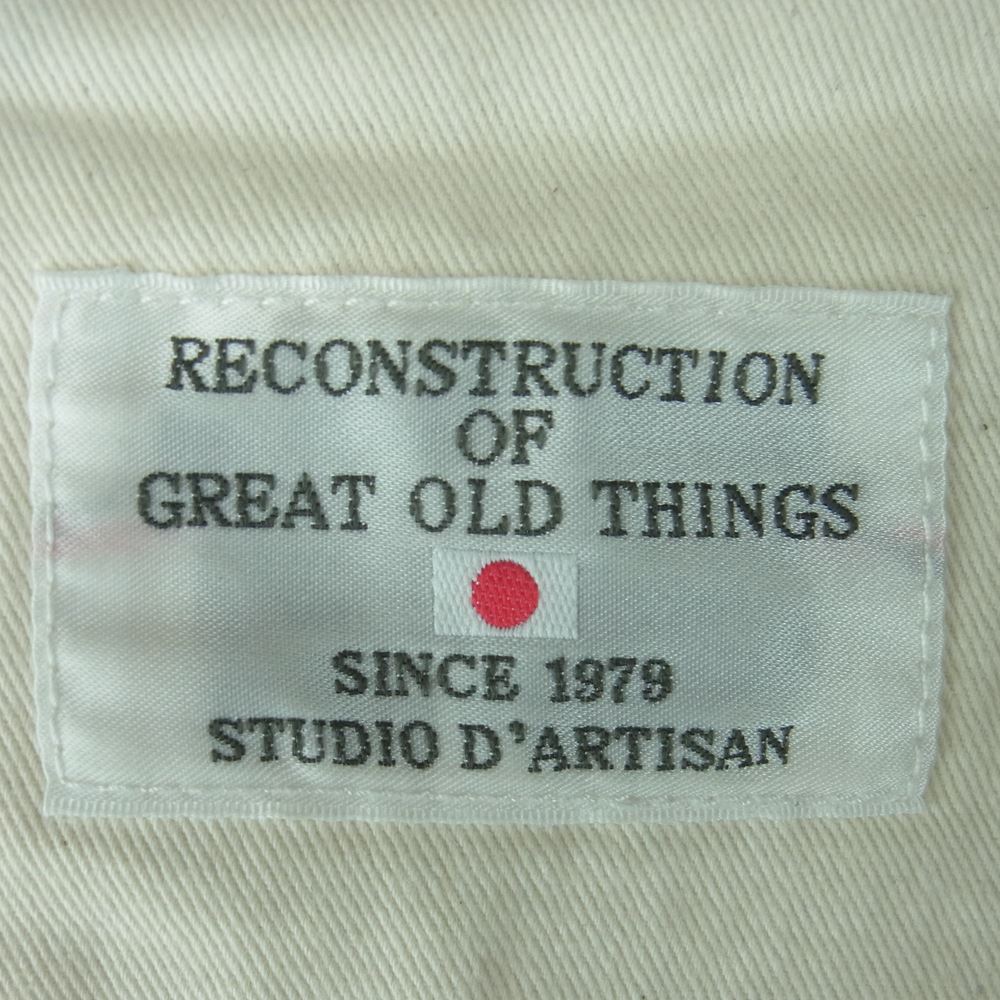 RECONSTRUCTION
OF
GREAT OLD THINGS
SINCE 1979
STUDIO D'ARTISAN